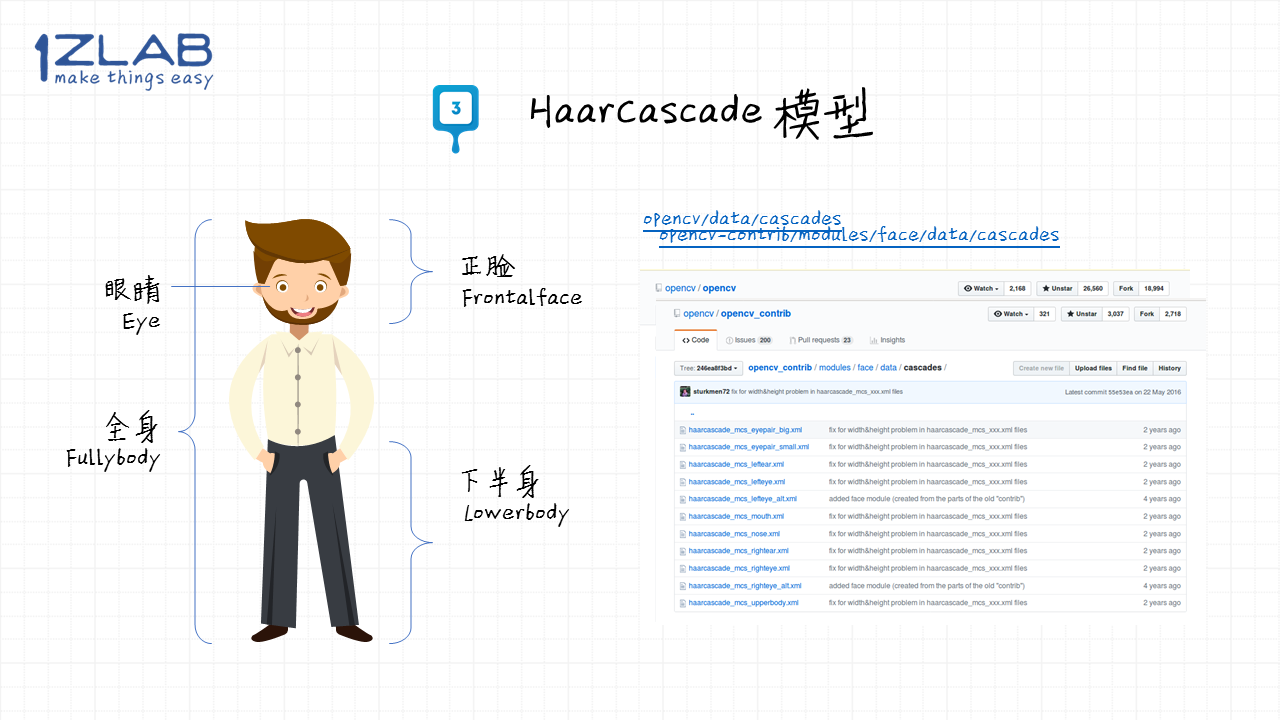 1ZLAB
make things easy
3
HaarCascade 模型
眼睛
Eye
全身
Fullybody
正脸
Frontalface
下半身
Lowerbody
opencv/data/cascades
opencv-contrib/modules/face/data/cascades
opencv / opencv
Watch 2,168 Unstar 26,560 Fork 18,994
opencv / opencv_contrib
Watch 321 Unstar 3,037 Fork 2,718
Code Issues 200 Pull requests 23 Insights
Tree: 246ea8f3bd opencv_contrib / modules / face / data / cascades / Create new file Upload files Find file History
sturkmen72 fix for width&height problem in haarcascade_mcs_xxx.xml files Latest commit 55e53ea on 22 May 2016
..
haarcascade_mcs_eyepair_big.xml fix for width&height problem in haarcascade_mcs_xxx.xml files 2 years ago
haarcascade_mcs_eyepair_small.xml fix for width&height problem in haarcascade_mcs_xxx.xml files 2 years ago
haarcascade_mcs_leftear.xml fix for width&height problem in haarcascade_mcs_xxx.xml files 2 years ago
haarcascade_mcs_lefteye.xml fix for width&height problem in haarcascade_mcs_xxx.xml files 2 years ago
haarcascade_mcs_lefteye_alt.xml added face module (created from the parts of the old "contrib") 4 years ago
haarcascade_mcs_mouth.xml fix for width&height problem in haarcascade_mcs_xxx.xml files 2 years ago
haarcascade_mcs_nose.xml fix for width&height problem in haarcascade_mcs_xxx.xml files 2 years ago
haarcascade_mcs_rightear.xml fix for width&height problem in haarcascade_mcs_xxx.xml files 2 years ago
haarcascade_mcs_righteye.xml fix for width&height problem in haarcascade_mcs_xxx.xml files 2 years ago
haarcascade_mcs_righteye_alt.xml added face module (created from the parts of the old "contrib") 4 years ago
haarcascade_mcs_upperbody.xml fix for width&height problem in haarcascade_mcs_xxx.xml files 2 years ago